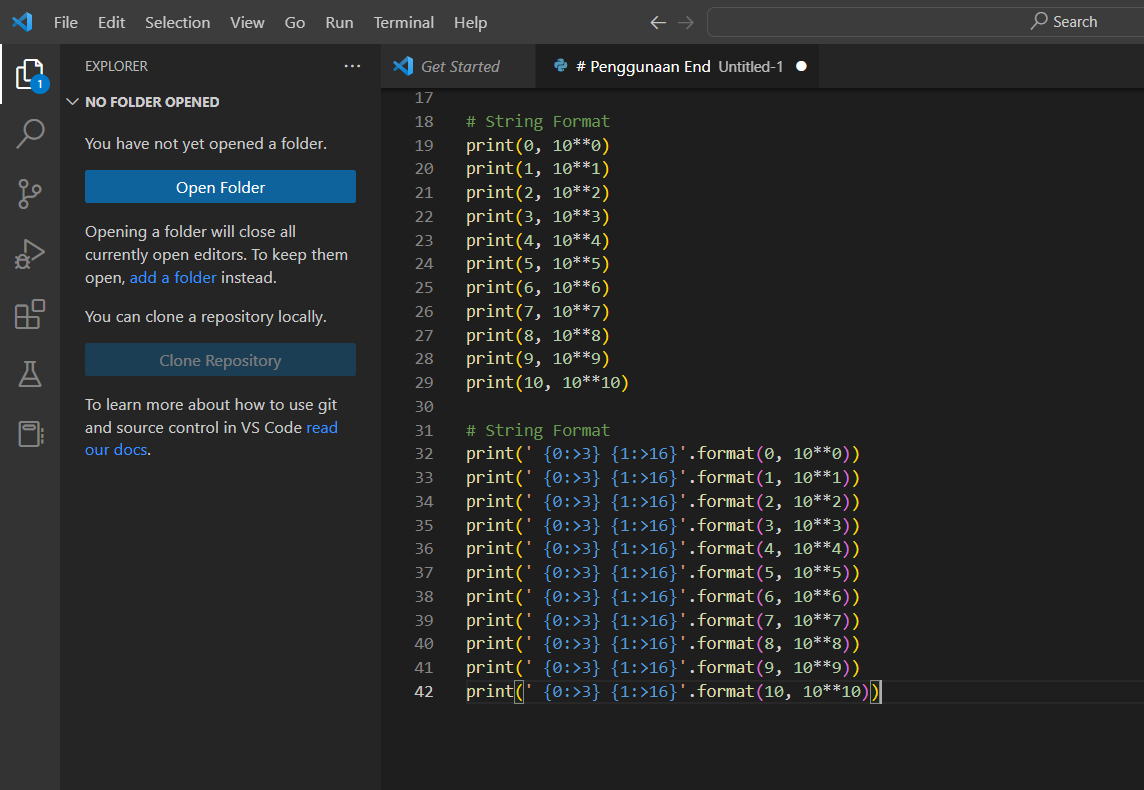 File Edit Selection View Go Run Terminal Help Search
EXPLORER ...
Get Started
# Penggunaan End Untitled-1
1
NO FOLDER OPENED
You have not yet opened a folder.
Open Folder
Opening a folder will close all
currently open editors. To keep them
open, add a folder instead.
You can clone a repository locally.
Clone Repository
To learn more about how to use git
and source control in VS Code read
our docs.
17
18 # String Format
19 print(0, 10**0)
20 print(1, 10**1)
21 print(2, 10**2)
22 print(3, 10**3)
23 print(4, 10**4)
24 print(5, 10**5)
25 print(6, 10**6)
26 print(7, 10**7)
27 print(8, 10**8)
28 print(9, 10**9)
29 print(10, 10**10)
30
31 # String Format
32 print(' {0:>3} {1:>16}'.format(0, 10**0))
33 print(' {0:>3} {1:>16}'.format(1, 10**1))
34 print(' {0:>3} {1:>16}'.format(2, 10**2))
35 print(' {0:>3} {1:>16}'.format(3, 10**3))
36 print(' {0:>3} {1:>16}'.format(4, 10**4))
37 print(' {0:>3} {1:>16}'.format(5, 10**5))
38 print(' {0:>3} {1:>16}'.format(6, 10**6))
39 print(' {0:>3} {1:>16}'.format(7, 10**7))
40 print(' {0:>3} {1:>16}'.format(8, 10**8))
41 print(' {0:>3} {1:>16}'.format(9, 10**9))
42 print(' {0:>3} {1:>16}'.format(10, 10**10))